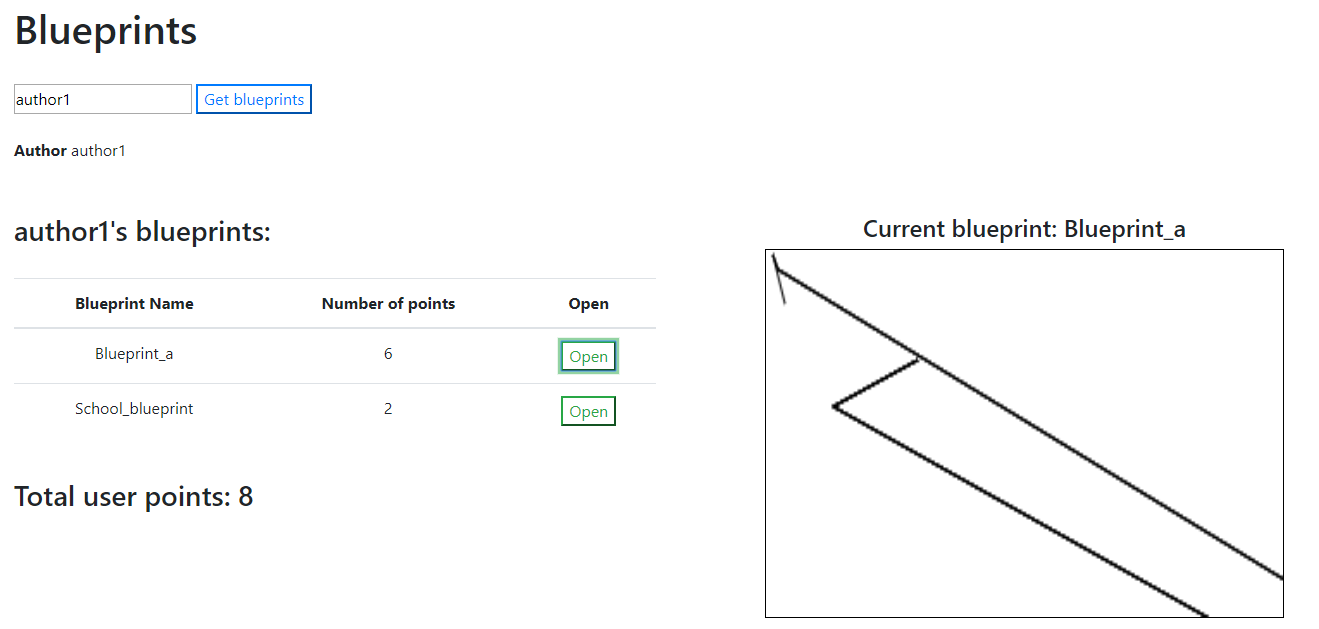 Blueprints
author1 Get blueprints
Author author1
author1's blueprints:
Blueprint Name Number of points Open
Blueprint_a 6 Open
School_blueprint 2 Open
Total user points: 8
Current blueprint: Blueprint_a